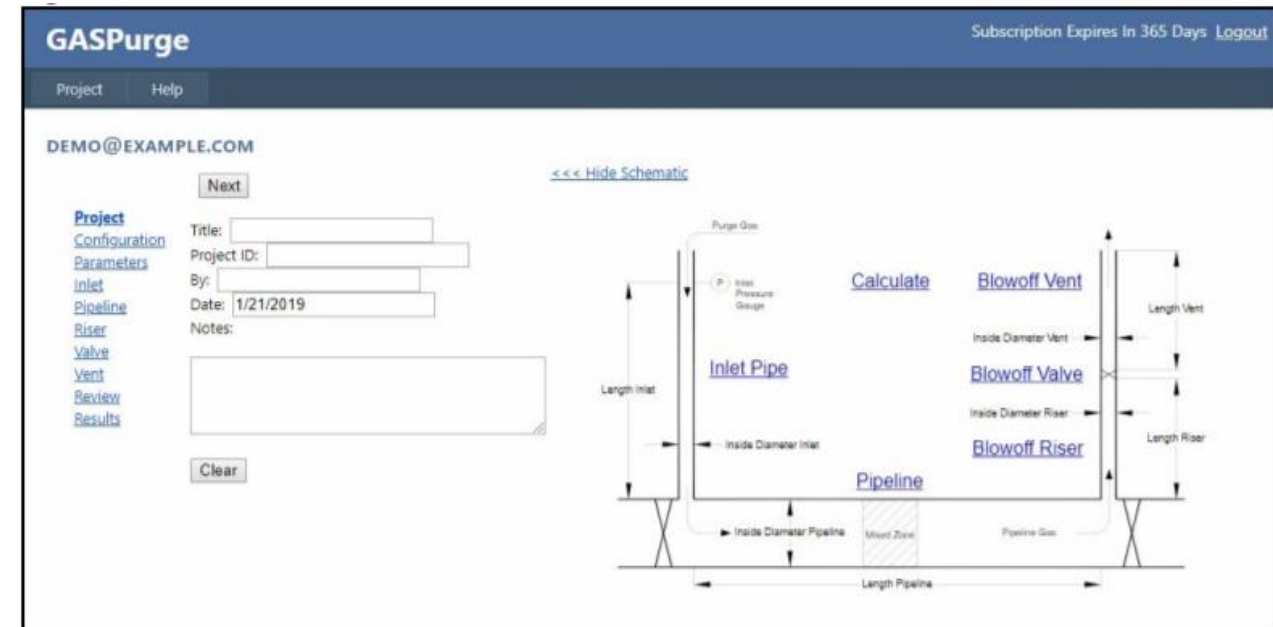 GASPurge
Subscription Expires In 365 Days Logout
Project Help
DEMO@EXAMPLE.COM
Next
<<< Hide Schematic
Project
Configuration
Parameters
Inlet
Pipeline
Riser
Valve
Vent
Review
Results
Title:
Project ID:
By:
Date: 1/21/2019
Notes:
Clear
Purge Gas
P
Inlet
Pressure
Gauge
Calculate
Blowoff Vent
Length Vent
Inside Diameter Vent
Inlet Pipe
Blowoff Valve
Length Inlet
Inside Diameter Riser
Length Riser
Inside Diameter Inlet
Blowoff Riser
Pipeline
Inside Diameter Pipeline
Mixed Zone
Pipeline Gas
Length Pipeline